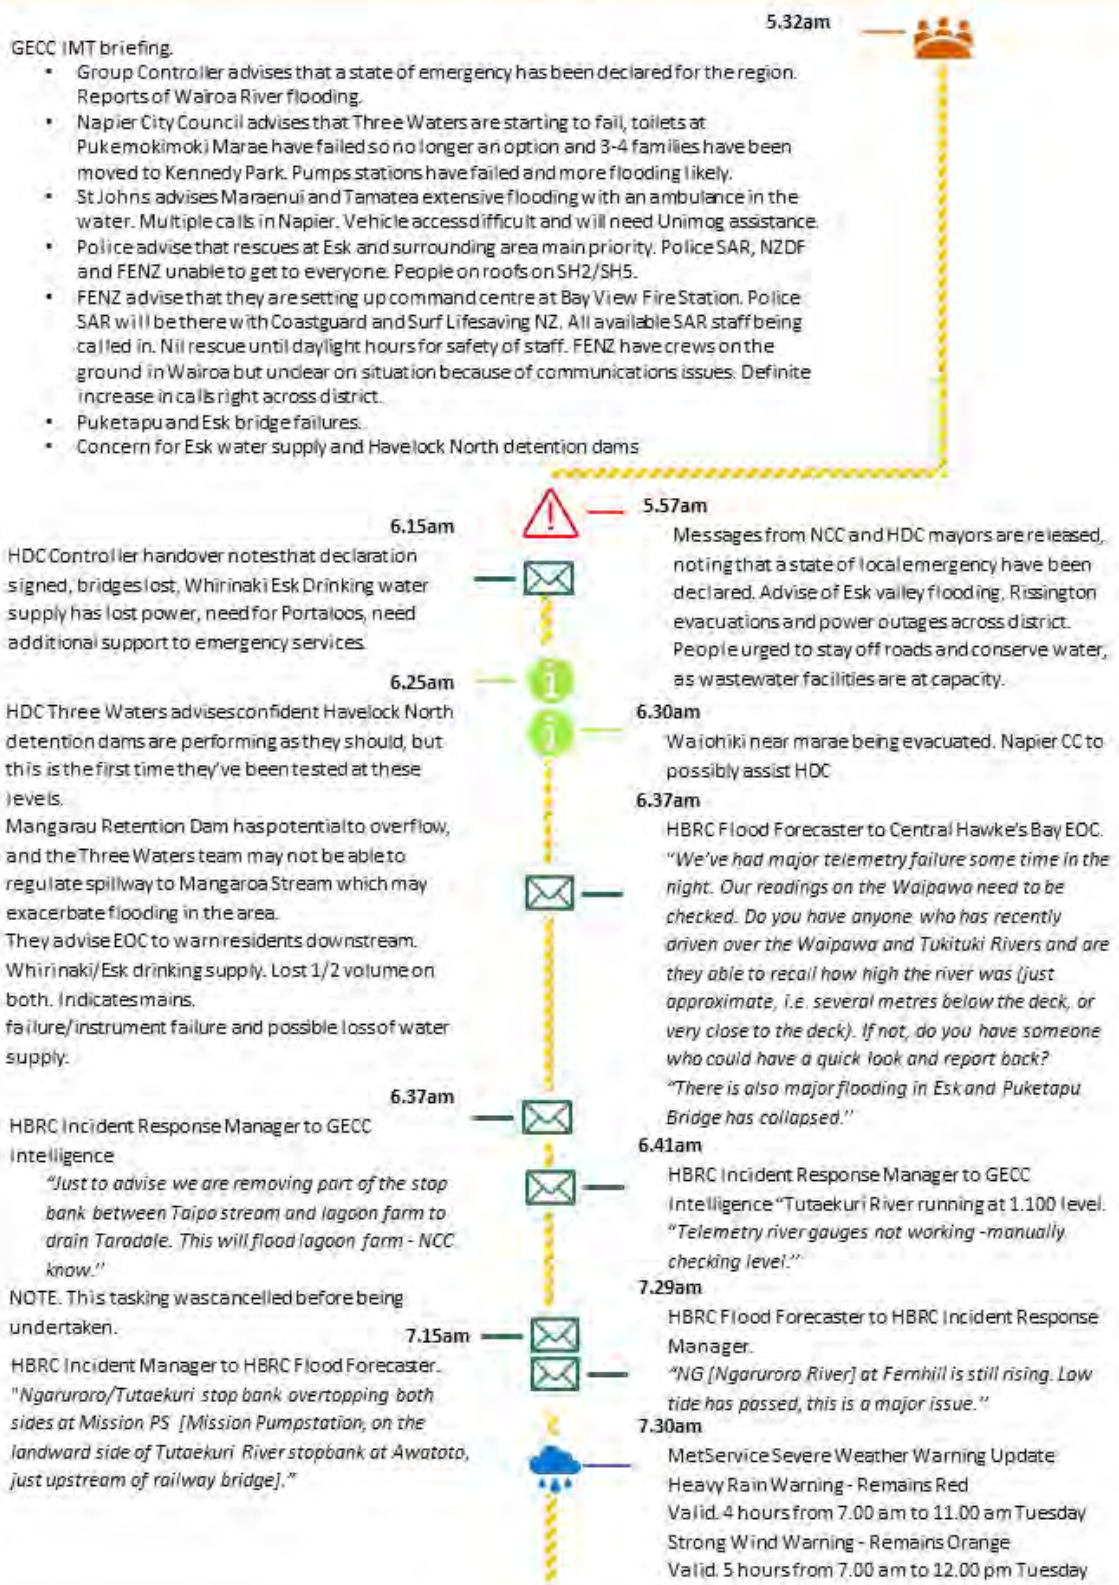 5.32am
GECC IMT briefing.
• Group Controller advises that a state of emergency has been declared for the region.
Reports of Wairoa River flooding.
• Napier City Council advises that Three Waters are starting to fail, toilets at
Pukemokimoki Marae have failed so no longer an option and 3-4 families have been
moved to Kennedy Park. Pumps stations have failed and more flooding likely.
• St Johns advises Maraenui and Tamatea extensive flooding with an ambulance in the
water. Multiple calls in Napier. Vehicle access difficult and will need Unimog assistance.
• Police advise that rescues at Esk and surrounding area main priority. Police SAR, NZDF
and FENZ unable to get to everyone. People on roofs on SH2/SH5.
• FENZ advise that they are setting up command centre at Bay View Fire Station. Police
SAR will be there with Coastguard and Surf Lifesaving NZ. All available SAR staff being
called in. Nil rescue until daylight hours for safety of staff. FENZ have crews on the
ground in Wairoa but unclear on situation because of communications issues. Definite
increase in calls right across district.
• Puketapu and Esk bridge failures.
• Concern for Esk water supply and Havelock North detention dams
5.57am
Messages from NCC and HDC mayors are released,
noting that a state of local emergency have been
declared. Advise of Esk valley flooding, Rissington
evacuations and power outages across district.
People urged to stay off roads and conserve water,
as wastewater facilities are at capacity.
6.15am
HDC Controller handover notes that declaration
signed, bridges lost, Whirinaki Esk Drinking water
supply has lost power, need for Portaloos, need
additional support to emergency services.
6.25am
HDC Three Waters advises confident Havelock North
detention dams are performing as they should, but
this is the first time they've been tested at these
levels.
Mangarau Retention Dam has potential to overflow,
and the Three Waters team may not be able to
regulate spillway to Mangaroa Stream which may
exacerbate flooding in the area.
They advise EOC to warn residents downstream.
Whirinaki/Esk drinking supply. Lost 1/2 volume on
both. Indicates mains.
failure/instrument failure and possible loss of water
supply.
6.30am
Waiohiki near marae being evacuated. Napier CC to
possibly assist HDC
6.37am
HBRC Flood Forecaster to Central Hawke's Bay EOC.
"We've had major telemetry failure some time in the
night. Our readings on the Waipawa need to be
checked. Do you have anyone who has recently
driven over the Waipawa and Tukituki Rivers and are
they able to recall how high the river was (just
approximate, i.e. several metres below the deck, or
very close to the deck). If not, do you have someone
who could have a quick look and report back?
"There is also major flooding in Esk and Puketapu
Bridge has collapsed."
6.37am
HBRC Incident Response Manager to GECC
Intelligence
"Just to advise we are removing part of the stop
bank between Taipo stream and lagoon farm to
drain Taradale. This will flood lagoon farm - NCC
know."
NOTE. This tasking was cancelled before being
undertaken.
6.41am
HBRC Incident Response Manager to GECC
Intelligence "Tutaekuri River running at 1.100 level.
"Telemetry river gauges not working -manually
checking level."
7.15am
HBRC Incident Manager to HBRC Flood Forecaster.
"Ngaruroro/Tutaekuri stop bank overtopping both
sides at Mission PS [Mission Pumpstation, on the
landward side of Tutaekuri River stopbank at Awatoto,
just upstream of railway bridge]."
7.29am
HBRC Flood Forecaster to HBRC Incident Response
Manager.
"NG [Ngaruroro River] at Fernhill is still rising. Low
tide has passed, this is a major issue."
7.30am
MetService Severe Weather Warning Update
Heavy Rain Warning - Remains Red
Valid. 4 hours from 7.00 am to 11.00 am Tuesday
Strong Wind Warning - Remains Orange
Valid. 5 hours from 7.00 am to 12.00 pm Tuesday